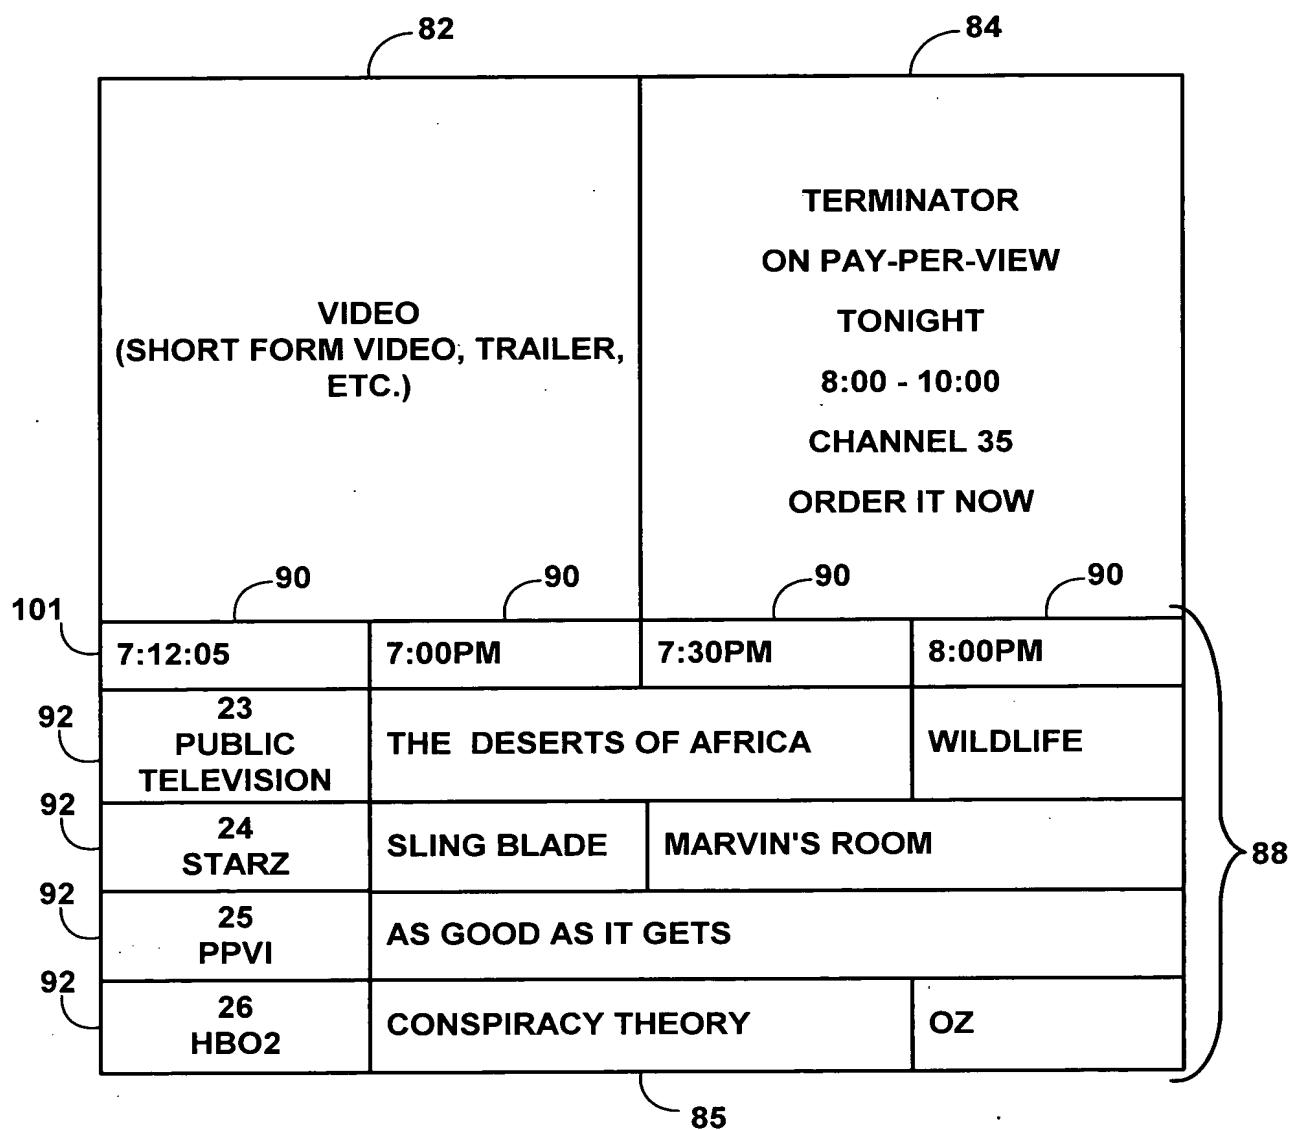 82
84
VIDEO
(SHORT FORM VIDEO, TRAILER,
ETC.)
TERMINATOR
ON PAY-PER-VIEW
TONIGHT
8:00 - 10:00
CHANNEL 35
ORDER IT NOW
90
90
90
90
101
7:12:05
7:00PM
7:30PM
8:00PM
92
23
PUBLIC
TELEVISION
THE DESERTS OF AFRICA
WILDLIFE
92
24
STARZ
SLING BLADE
MARVIN'S ROOM
88
92
25
PPVI
AS GOOD AS IT GETS
92
26
HBO2
CONSPIRACY THEORY
OZ
85